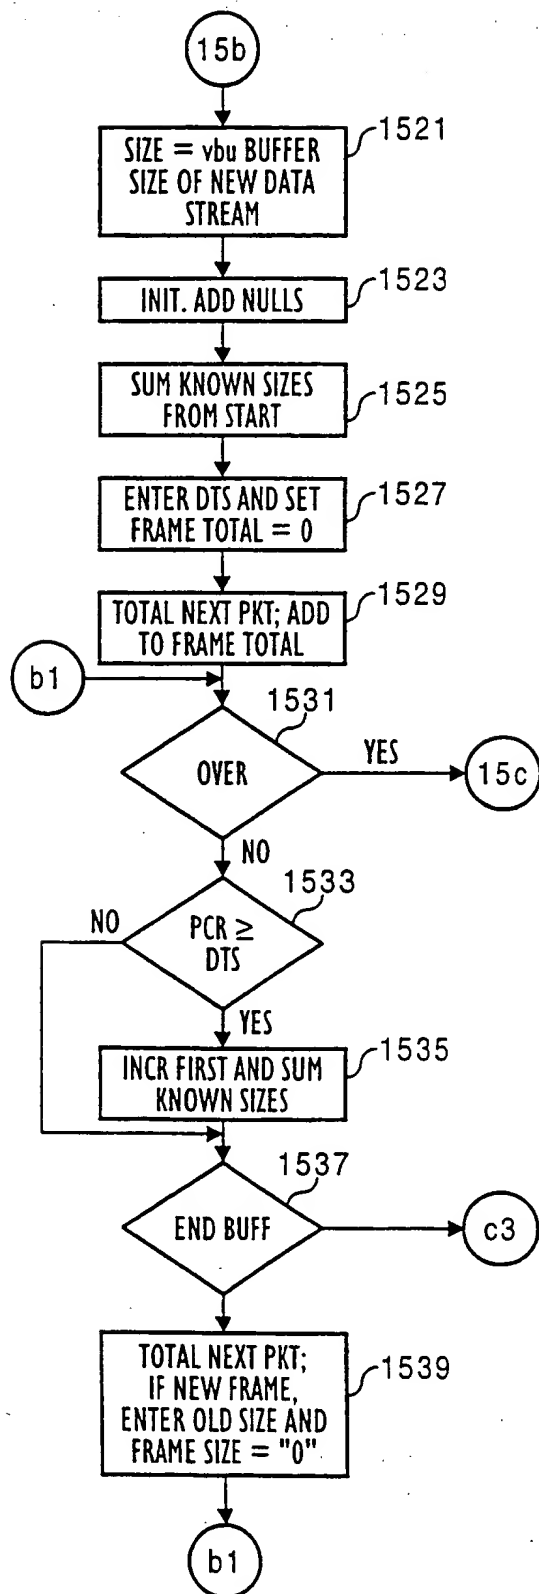 15b
SIZE = vbu BUFFER
SIZE OF NEW DATA
STREAM
1521
INIT. ADD NULLS
1523
SUM KNOWN SIZES
FROM START
1525
ENTER DTS AND SET
FRAME TOTAL = 0
1527
TOTAL NEXT PKT; ADD
TO FRAME TOTAL
1529
b1
1531
OVER
YES
15c
NO
1533
NO
PCR ≥
DTS
YES
INCR FIRST AND SUM
KNOWN SIZES
1535
1537
END BUFF
c3
TOTAL NEXT PKT;
IF NEW FRAME,
ENTER OLD SIZE AND
FRAME SIZE = "0"
1539
b1